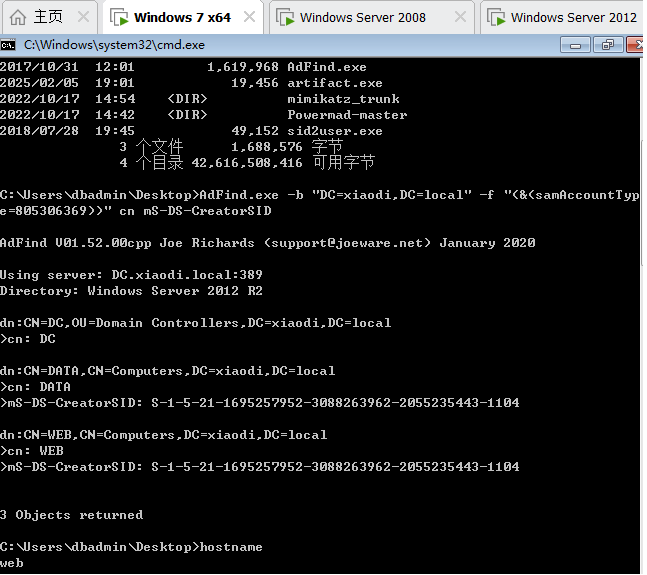 主页 Windows 7 x64 Windows Server 2008 Windows Server 2012
C:\Windows\system32\cmd.exe
2017/10/31  12:01         1,619,968 AdFind.exe
2025/02/05  19:01            19,456 artifact.exe
2022/10/17  14:54    <DIR>          mimikatz_trunk
2022/10/17  14:42    <DIR>          Powermad-master
2018/07/28  19:45            49,152 sid2user.exe
3 个文件      1,688,576 字节
4 个目录 42,616,508,416 可用字节
C:\Users\dbadmin\Desktop>AdFind.exe -b "DC=xiaodi,DC=local" -f "(&(samAccountTyp
e=805306369))" cn mS-DS-CreatorSID
AdFind V01.52.00cpp Joe Richards (support@joeware.net) January 2020
Using server: DC.xiaodi.local:389
Directory: Windows Server 2012 R2
dn:CN=DC,OU=Domain Controllers,DC=xiaodi,DC=local
>cn: DC
dn:CN=DATA,CN=Computers,DC=xiaodi,DC=local
>cn: DATA
>mS-DS-CreatorSID: S-1-5-21-1695257952-3088263962-2055235443-1104
dn:CN=WEB,CN=Computers,DC=xiaodi,DC=local
>cn: WEB
>mS-DS-CreatorSID: S-1-5-21-1695257952-3088263962-2055235443-1104
3 Objects returned
C:\Users\dbadmin\Desktop>hostname
web